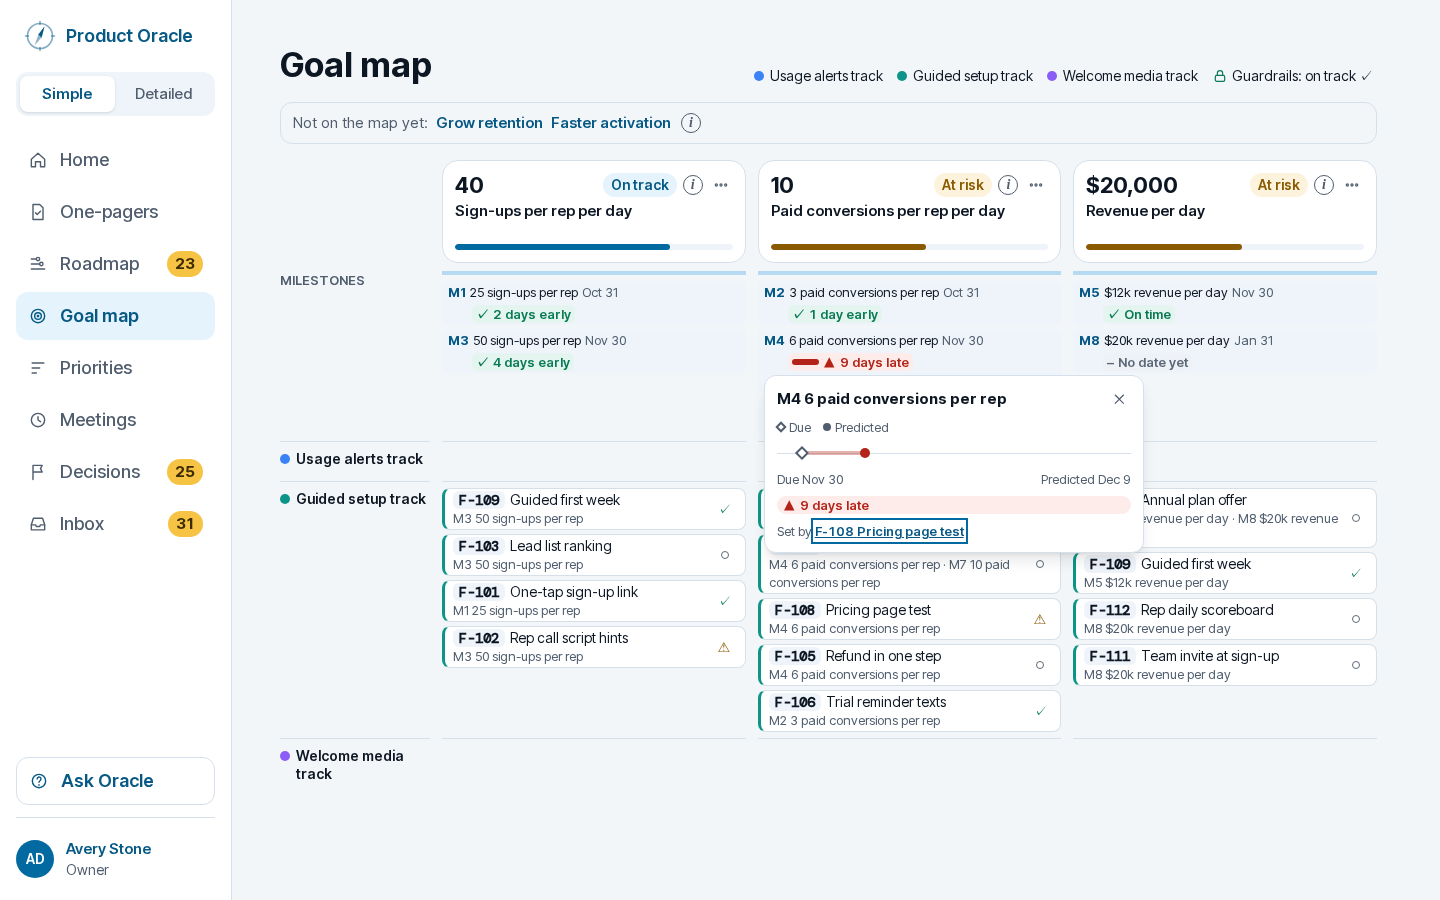 Product Oracle
Simple
Detailed
Home
One-pagers
Roadmap
23
Goal map
Priorities
Meetings
Decisions
25
Inbox
31
Ask Oracle
AD
Avery Stone
Owner
Goal map
Usage alerts track
Guided setup track
Welcome media track
Guardrails: on track ✓
Not on the map yet: Grow retention Faster activation i
40
On track
i
Sign-ups per rep per day
10
At risk
i
Paid conversions per rep per day
$20,000
At risk
i
Revenue per day
MILESTONES
M1 25 sign-ups per rep Oct 31
✓ 2 days early
M3 50 sign-ups per rep Nov 30
✓ 4 days early
M2 3 paid conversions per rep Oct 31
✓ 1 day early
M4 6 paid conversions per rep Nov 30
▲ 9 days late
M5 $12k revenue per day Nov 30
✓ On time
M8 $20k revenue per day Jan 31
– No date yet
M4 6 paid conversions per rep
Due
Predicted
Due Nov 30
Predicted Dec 9
▲ 9 days late
Set by F-108 Pricing page test
Usage alerts track
Guided setup track
F-109 Guided first week
M3 50 sign-ups per rep
✓
F-103 Lead list ranking
M3 50 sign-ups per rep
F-101 One-tap sign-up link
M1 25 sign-ups per rep
✓
F-102 Rep call script hints
M3 50 sign-ups per rep
⚠
M4 6 paid conversions per rep · M7 10 paid
conversions per rep
F-108 Pricing page test
M4 6 paid conversions per rep
⚠
F-105 Refund in one step
M4 6 paid conversions per rep
F-106 Trial reminder texts
M2 3 paid conversions per rep
✓
Annual plan offer
revenue per day · M8 $20k revenue
F-109 Guided first week
M5 $12k revenue per day
✓
F-112 Rep daily scoreboard
M8 $20k revenue per day
F-111 Team invite at sign-up
M8 $20k revenue per day
Welcome media
track